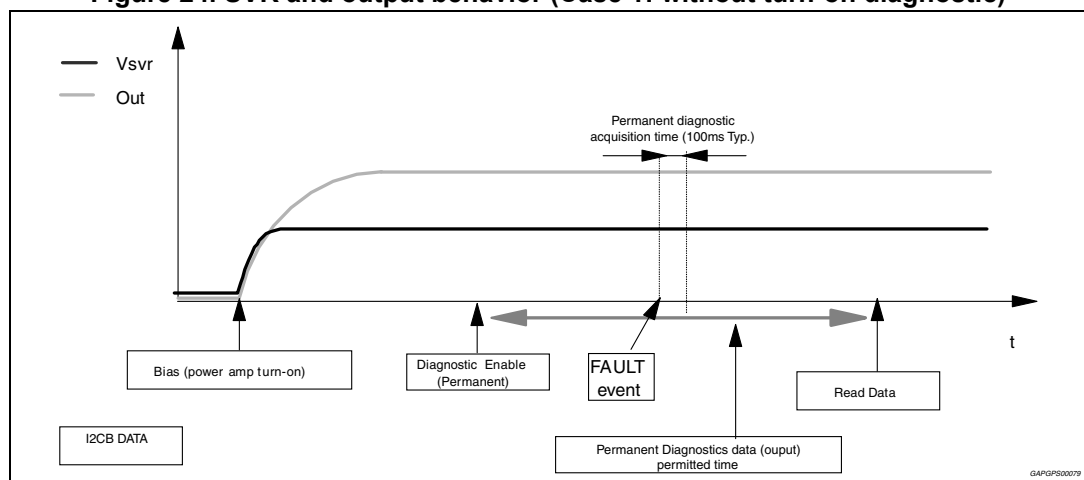 Figure 24. SVR and output behavior (Case 1: without turn-on diagnostic)
Vsvr
Out
Permanent diagnostic
acquisition time (100ms Typ.)
t
Bias (power amp turn-on)
Diagnostic Enable
(Permanent)
FAULT
event
Read Data
I2CB DATA
Permanent Diagnostics data (ouput)
permitted time
GAPGPS00079